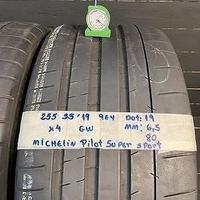 255 35 19 96Y Dot: 19
x4 GW MM: 6,5
80
MICHELIN Pilot Super Sport